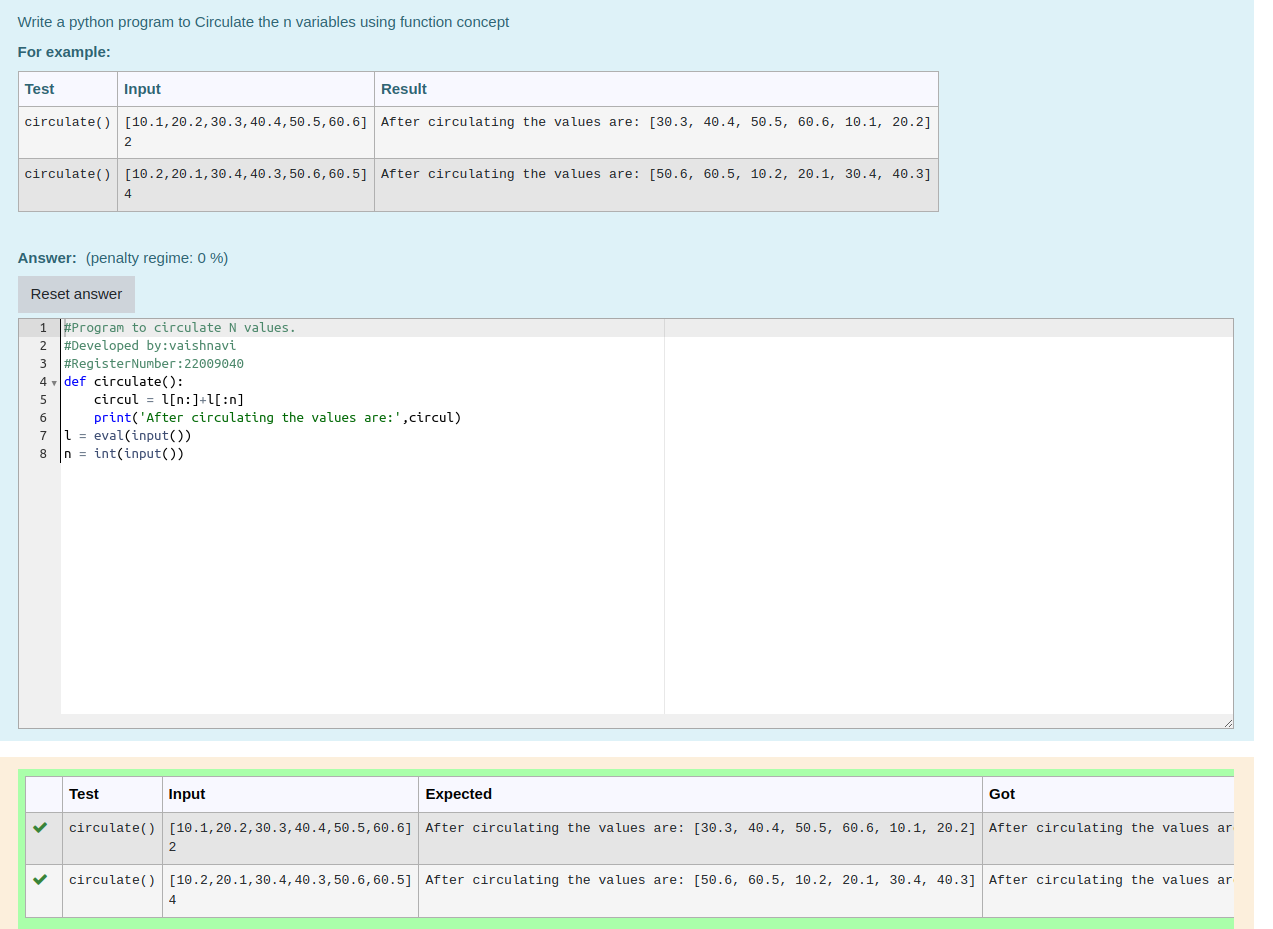 Write a python program to Circulate the n variables using function concept
For example:
Test Input Result
circulate() [10.1,20.2,30.3,40.4,50.5,60.6] After circulating the values are: [30.3, 40.4, 50.5, 60.6, 10.1, 20.2]
2
circulate() [10.2,20.1,30.4,40.3,50.6,60.5] After circulating the values are: [50.6, 60.5, 10.2, 20.1, 30.4, 40.3]
4
Answer: (penalty regime: 0 %)
Reset answer
1 #Program to circulate N values.
2 #Developed by:vaishnavi
3 #RegisterNumber:22009040
4 def circulate():
5 circul = l[n:]+l[:n]
6 print('After circulating the values are:',circul)
7 l = eval(input())
8 n = int(input())
Test Input Expected Got
circulate() [10.1,20.2,30.3,40.4,50.5,60.6] After circulating the values are: [30.3, 40.4, 50.5, 60.6, 10.1, 20.2] After circulating the values ar
2
circulate() [10.2,20.1,30.4,40.3,50.6,60.5] After circulating the values are: [50.6, 60.5, 10.2, 20.1, 30.4, 40.3] After circulating the values ar
4